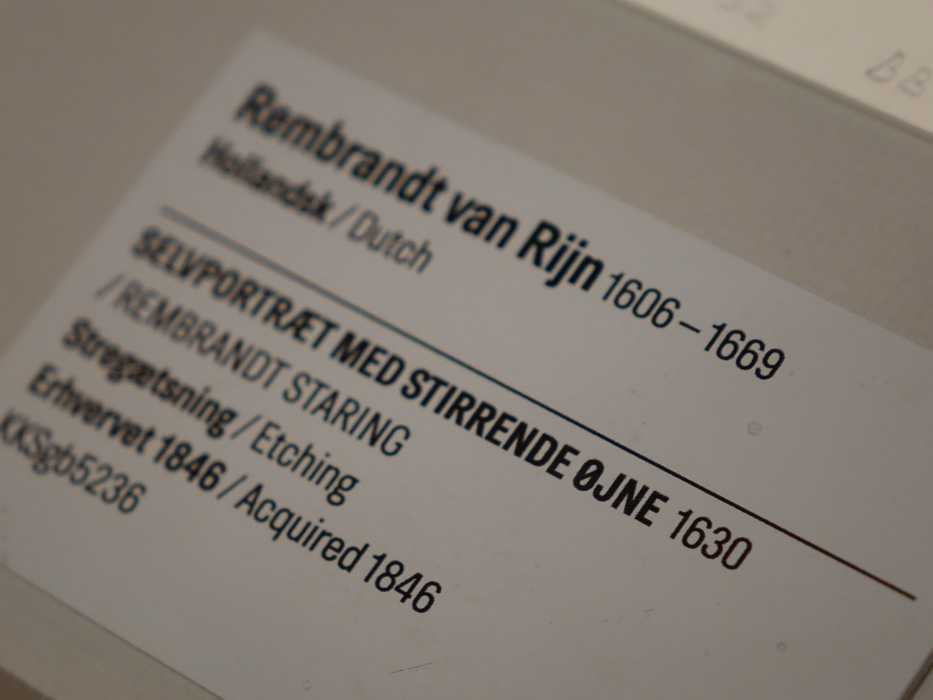 BB
Rembrandt van Rijn 1606–1669
Hollandsk / Dutch
SELVPORTRÆT MED STIRRENDE ØJNE 1630
/ REMBRANDT STARING
Stregætsning / Etching
Erhvervet 1846 / Acquired 1846
KKSgb5236